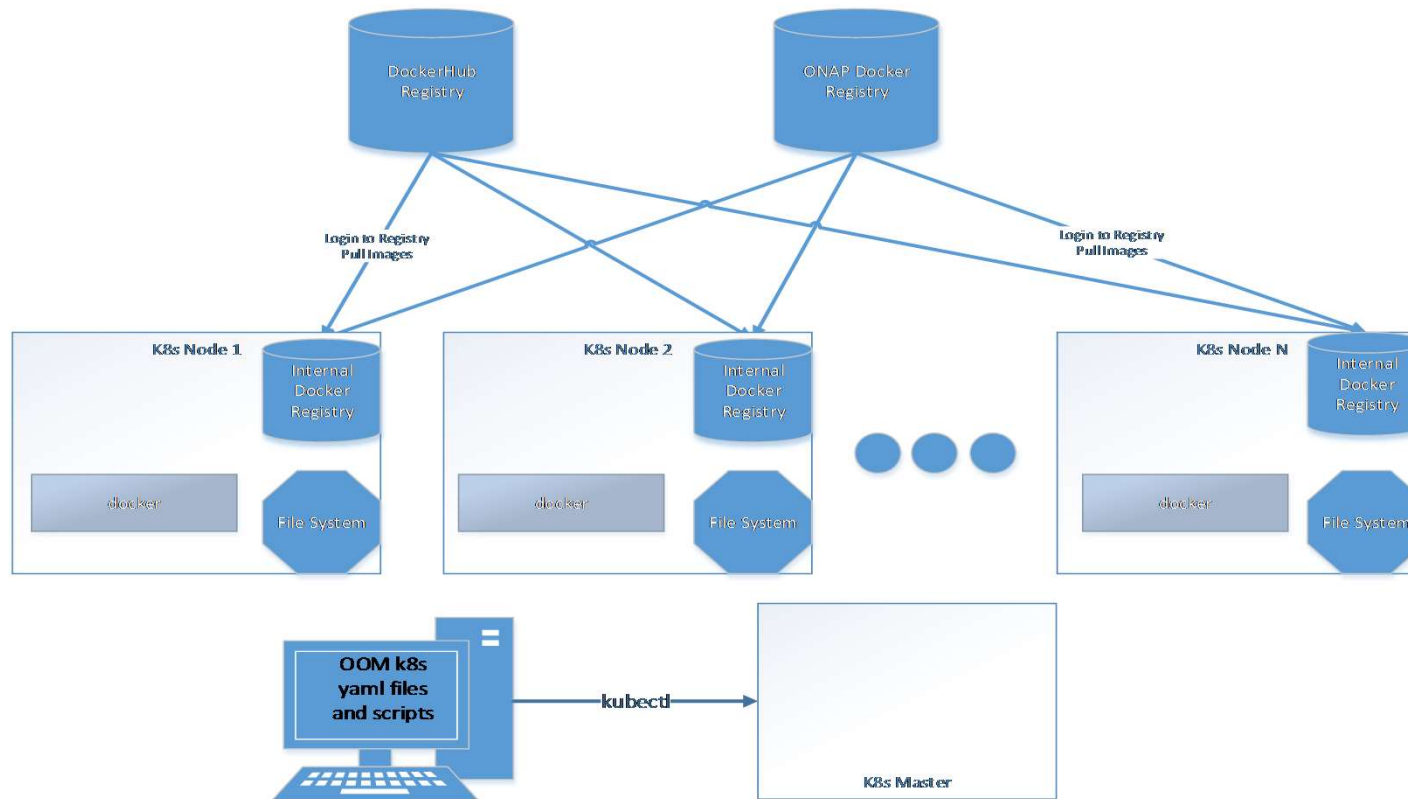 DockerHub
Registry
ONAP Docker
Registry
Login to Registry
Pull Images
Login to Registry
Pull Images
K8s Node 1
Internal
Docker
Registry
docker
File System
K8s Node 2
Internal
Docker
Registry
docker
File System
K8s Node N
Internal
Docker
Registry
docker
File System
OOM k8s
yaml files
and scripts
kubectl
K8s Master